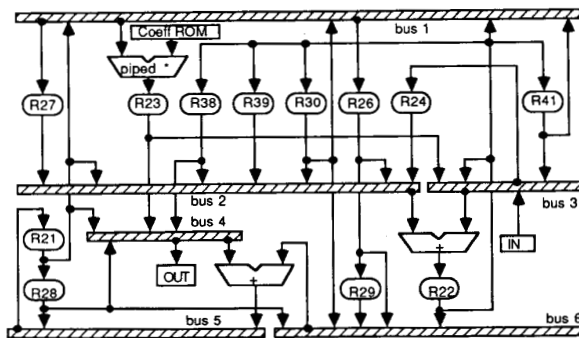 bus 1
Coeff ROM
piped *
R27
R23
R38
R39
R30
R26
R24
R41
bus 2
bus 3
bus 4
R21
+
IN
OUT
+
R28
R29
R22
bus 5
bus 6